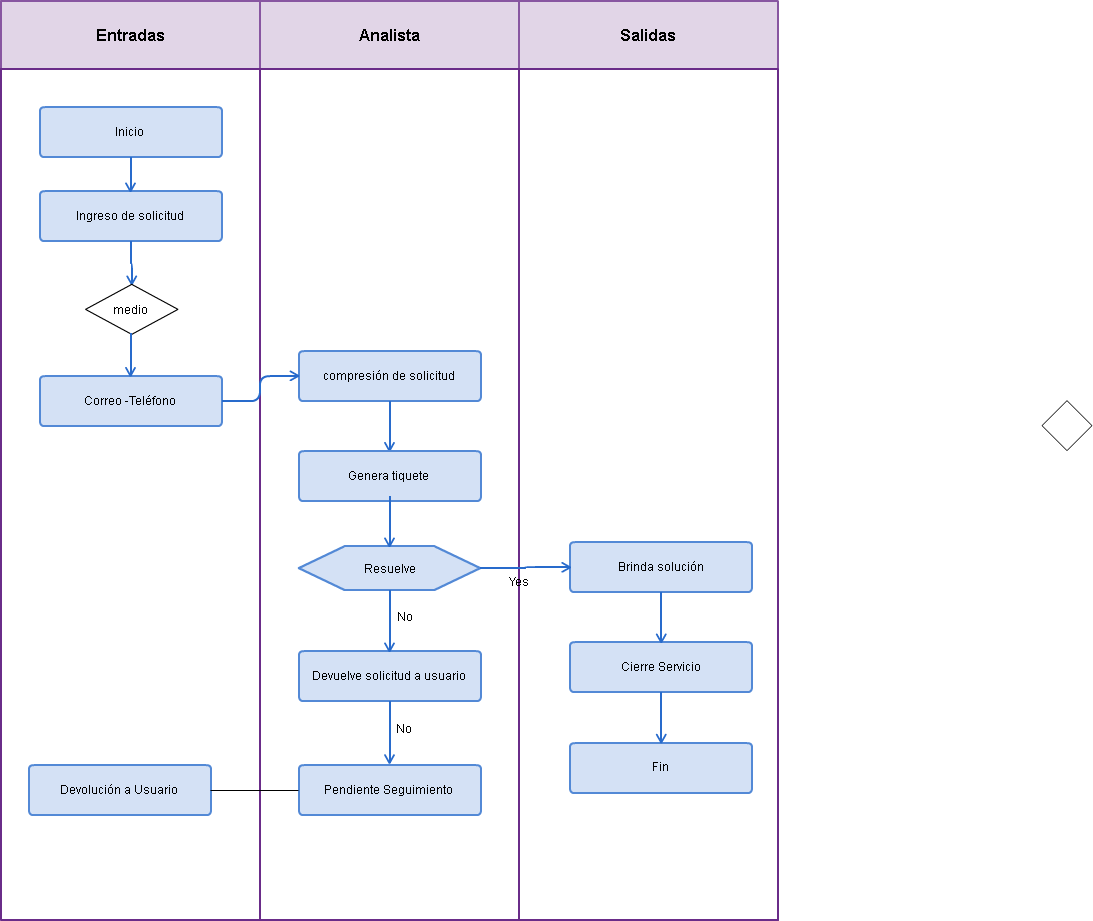 Entradas
Analista
Salidas
Inicio
Ingreso de solicitud
medio
Correo -Teléfono
compresión de solicitud
Genera tiquete
Resuelve
Yes
Brinda solución
No
Cierre Servicio
Devuelve solicitud a usuario
No
Fin
Devolución a Usuario
Pendiente Seguimiento